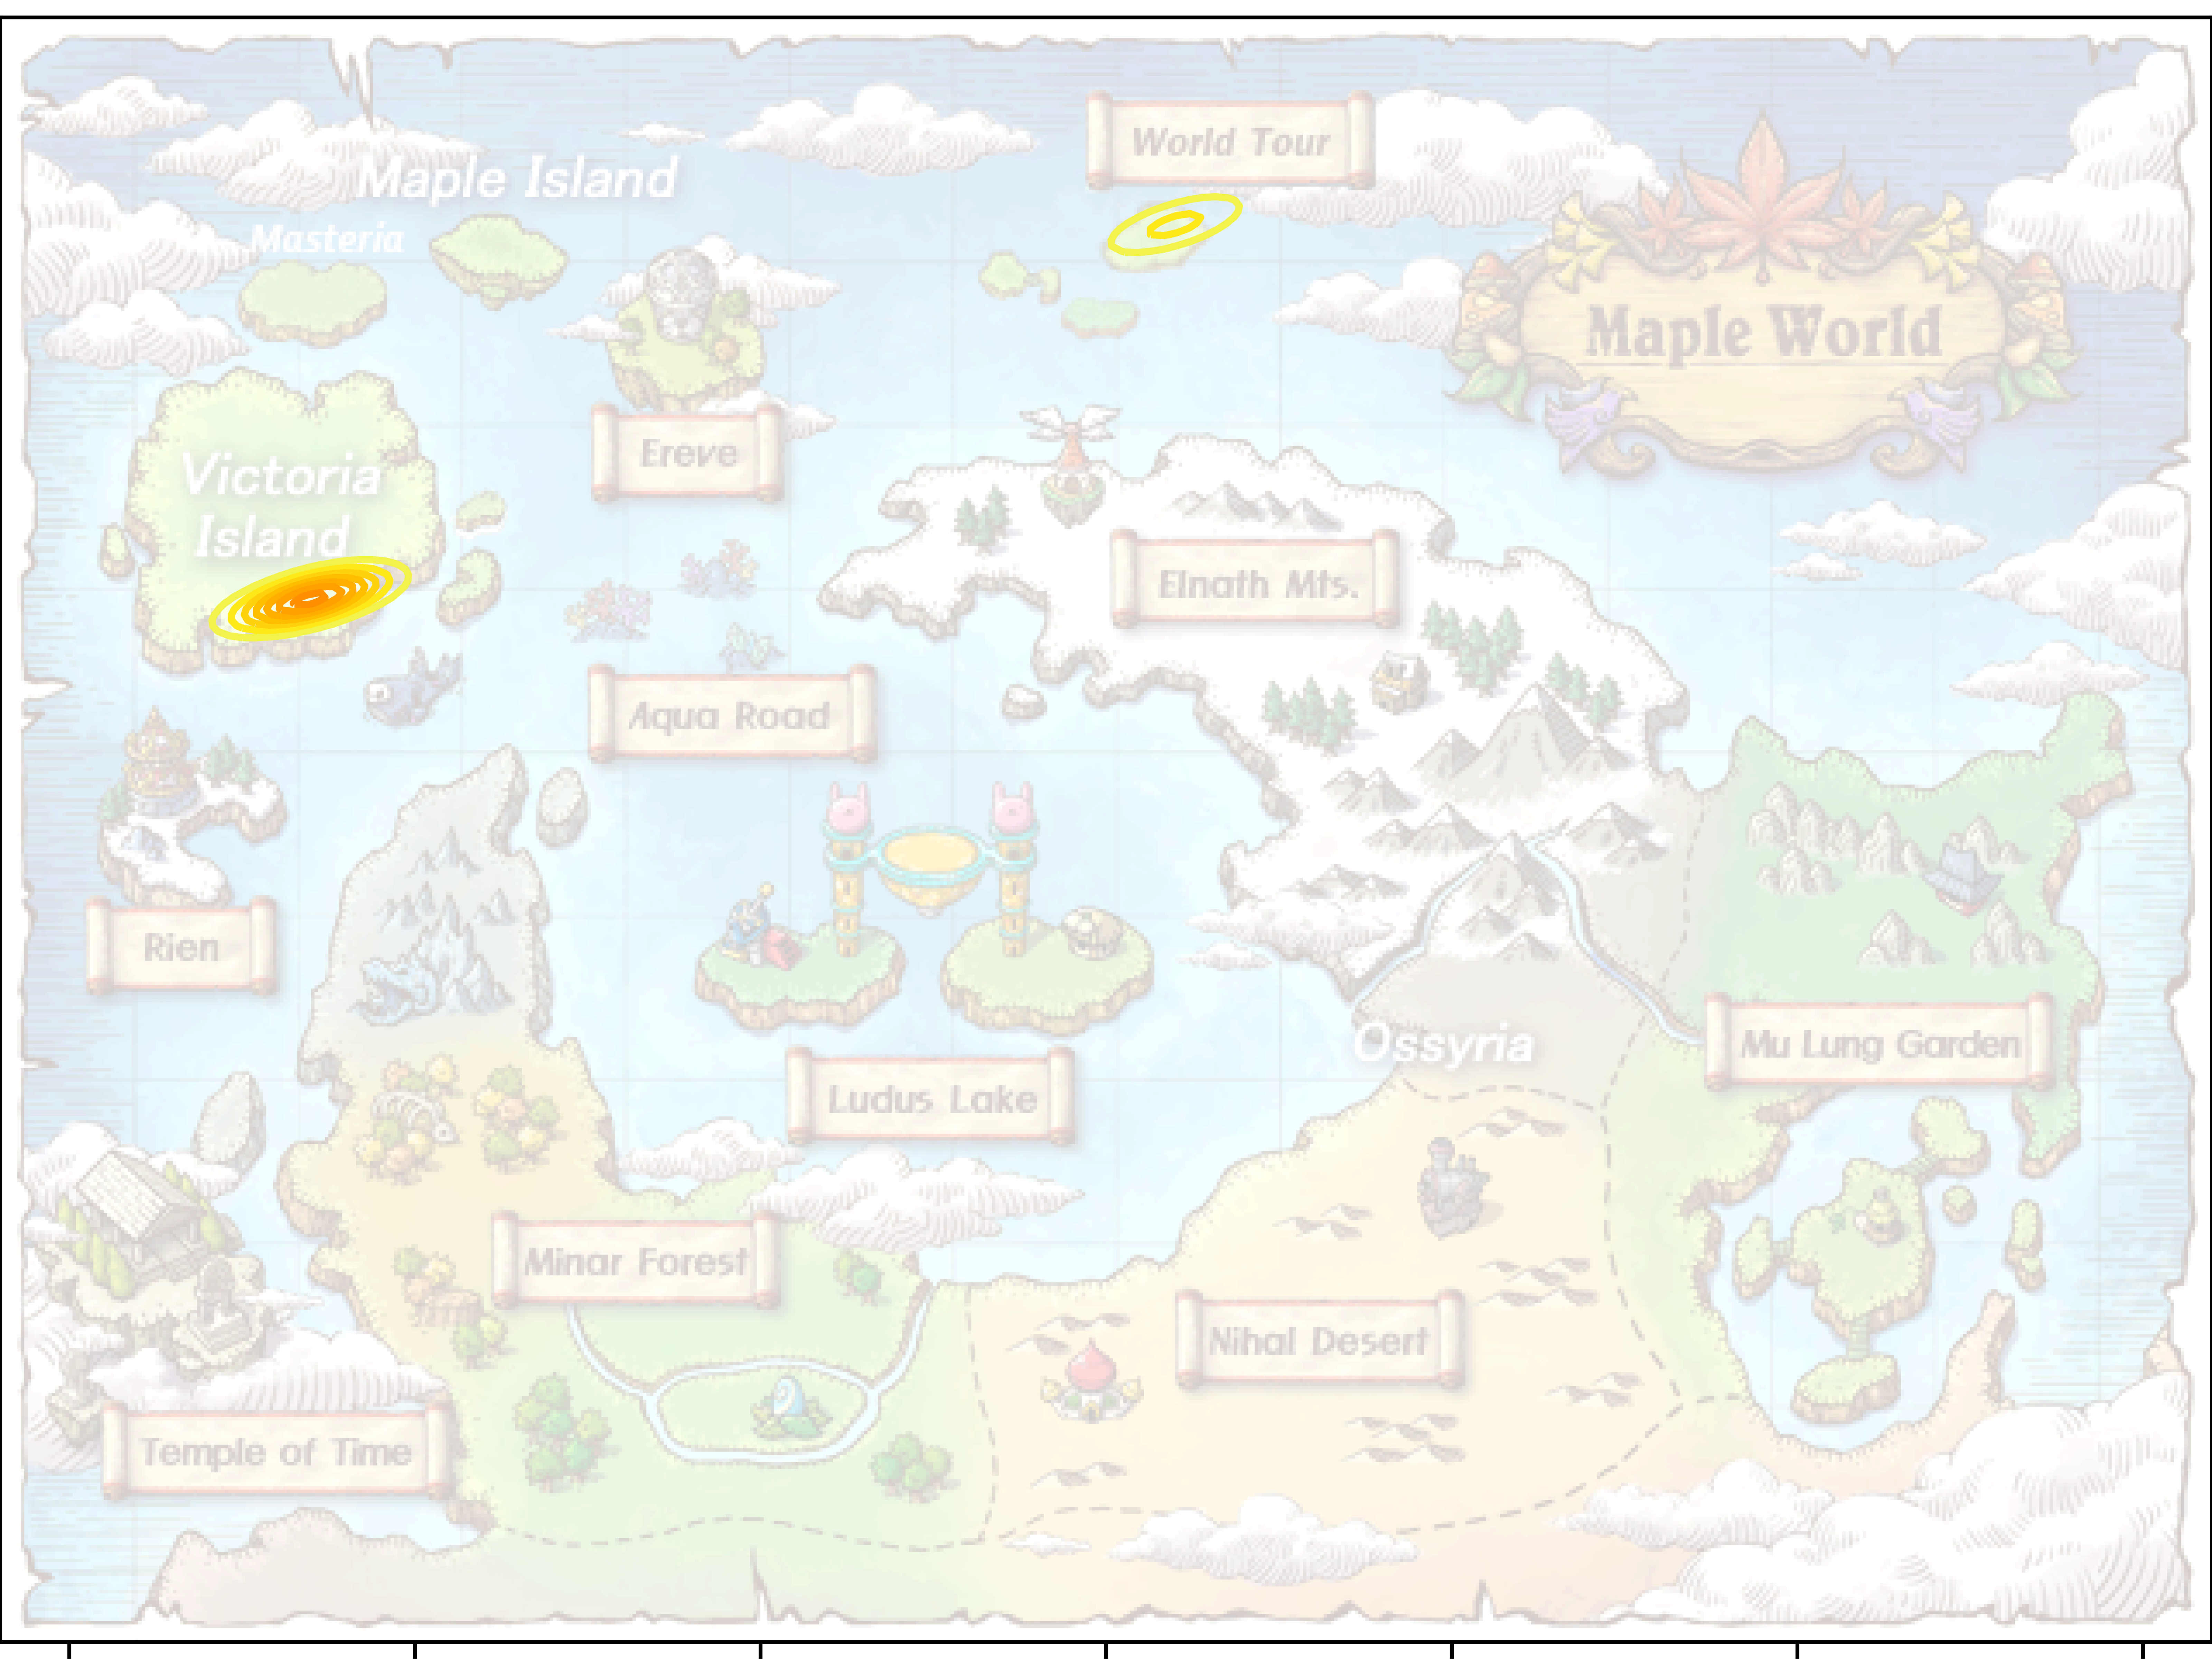 World Tour
Maple Island
Masteria
Maple World
Ereve
Victoria
Island
Elnath Mts.
Aqua Road
Rien
Ossyria
Mu Lung Garden
Ludus Lake
Minar Forest
Nihal Desert
Temple of Time